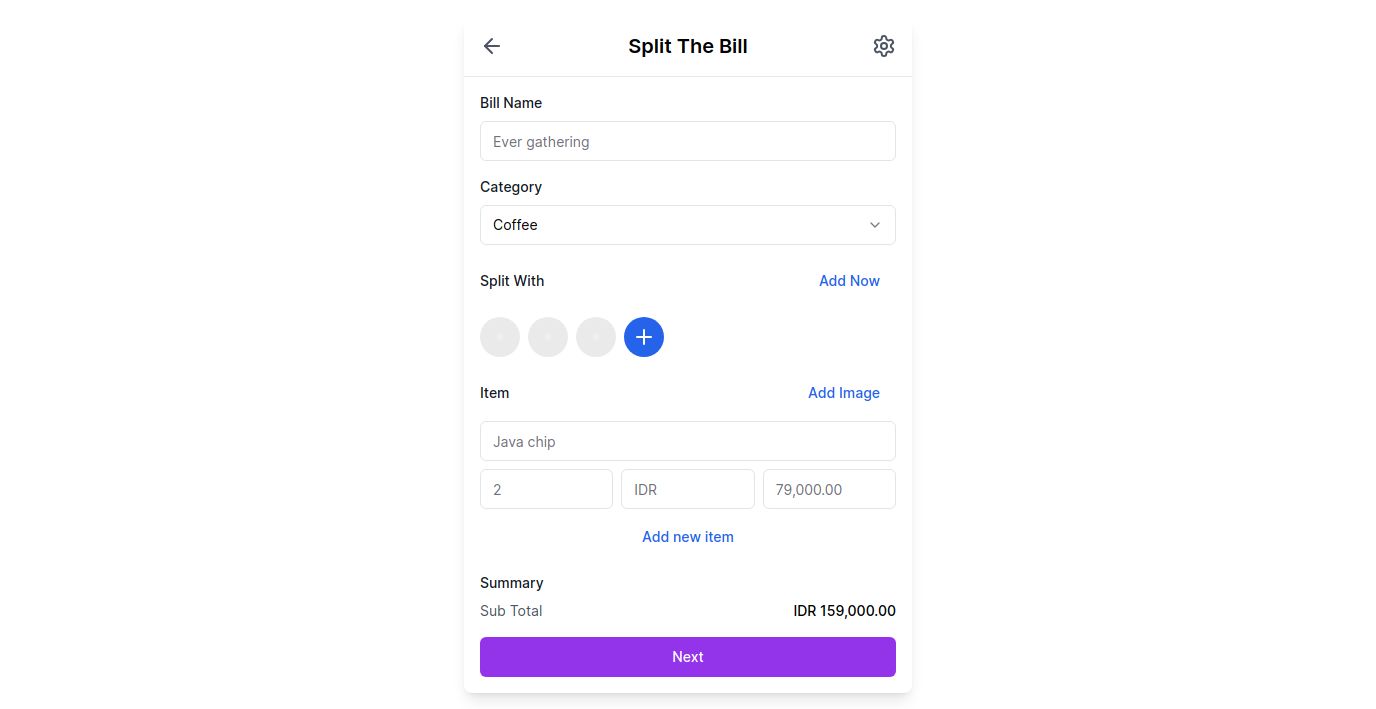 Split The Bill
Bill Name
Ever gathering
Category
Coffee
Split With
Add Now
Item
Add Image
Java chip
2
IDR
79,000.00
Add new item
Summary
Sub Total
IDR 159,000.00
Next